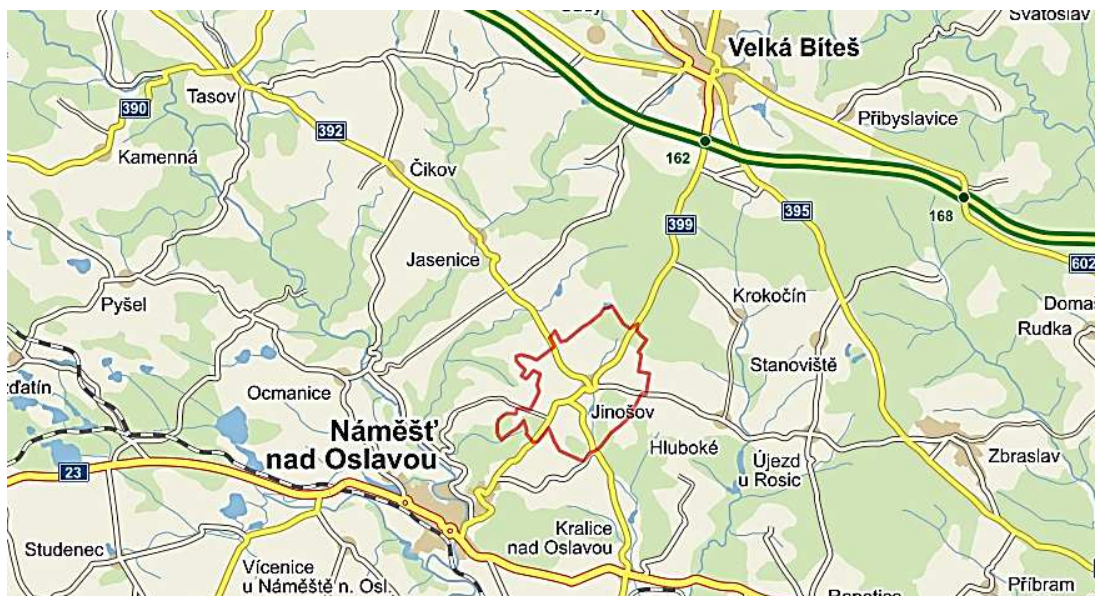 Svatoslav
Velká Bíteš
390
Tasov
392
Přibyslavice
Kamenná
162
Čikov
395
168
399
Jasenice
602
Pyšel
Krokočín
Rudka
Stanoviště
Ocmanice
Jinošov
Náměšť
nad Oslavou
Hluboké
23
Újezd
u Rosic
Zbraslav
Kralice
nad Oslavou
Studenec
Vícenice
u Náměště n. Osl.
Příbram